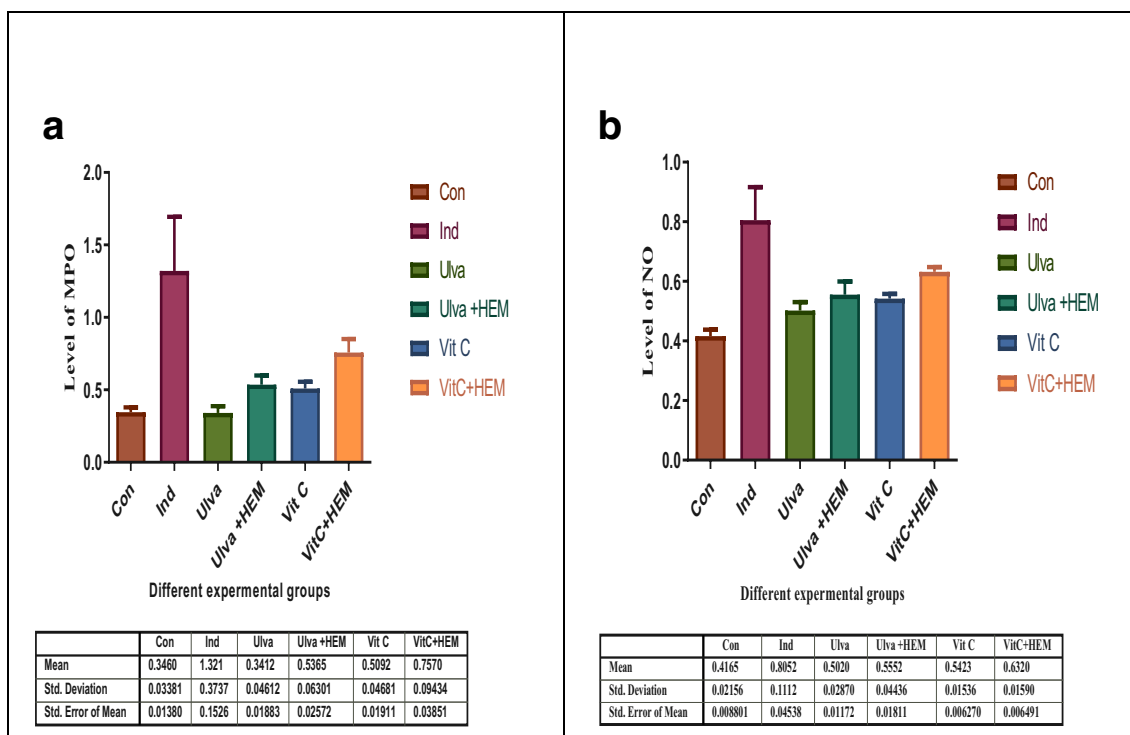 a
2.0
1.5
1.0
0.5
0.0
Level of MPO
Con
Ind
Ulva
Ulva +HEM
Vit C
VitC+HEM
Con
Ind
Ulva
Ulva +HEM
Vit C
VitC+HEM
Different expermental groups
Con Ind Ulva Ulva +HEM Vit C VitC+HEM
Mean 0.3460 1.321 0.3412 0.5365 0.5092 0.7570
Std. Deviation 0.03381 0.3737 0.04612 0.06301 0.04681 0.09434
Std. Error of Mean 0.01380 0.1526 0.01883 0.02572 0.01911 0.03851
b
1.0
0.8
0.6
0.4
0.2
0.0
Level of NO
Con
Ind
Ulva
Ulva +HEM
Vit C
VitC+HEM
Con
Ind
Ulva
Ulva +HEM
Vit C
VitC+HEM
Different expermental groups
Con Ind Ulva Ulva +HEM Vit C VitC+HEM
Mean 0.4165 0.8052 0.5020 0.5552 0.5423 0.6320
Std. Deviation 0.02156 0.1112 0.02870 0.04436 0.01536 0.01590
Std. Error of Mean 0.008801 0.04538 0.01172 0.01811 0.006270 0.006491